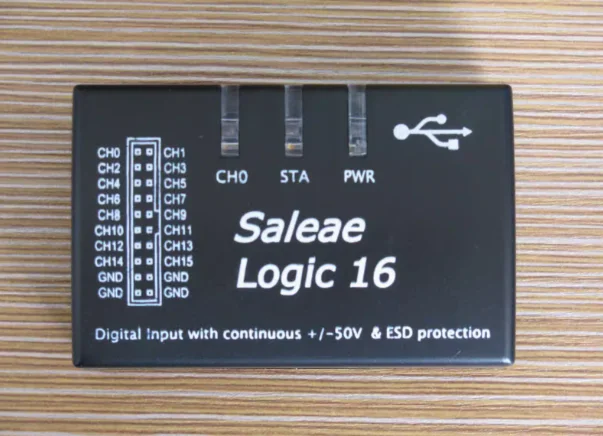 CH0 CH1
CH2 CH3
CH4 CH5
CH6 CH7
CH8 CH9
CH10 CH11
CH12 CH13
CH14 CH15
GND GND
GND GND
CH0 STA PWR
Saleae
Logic 16
Digital Input with continuous +/-50V & ESD protection